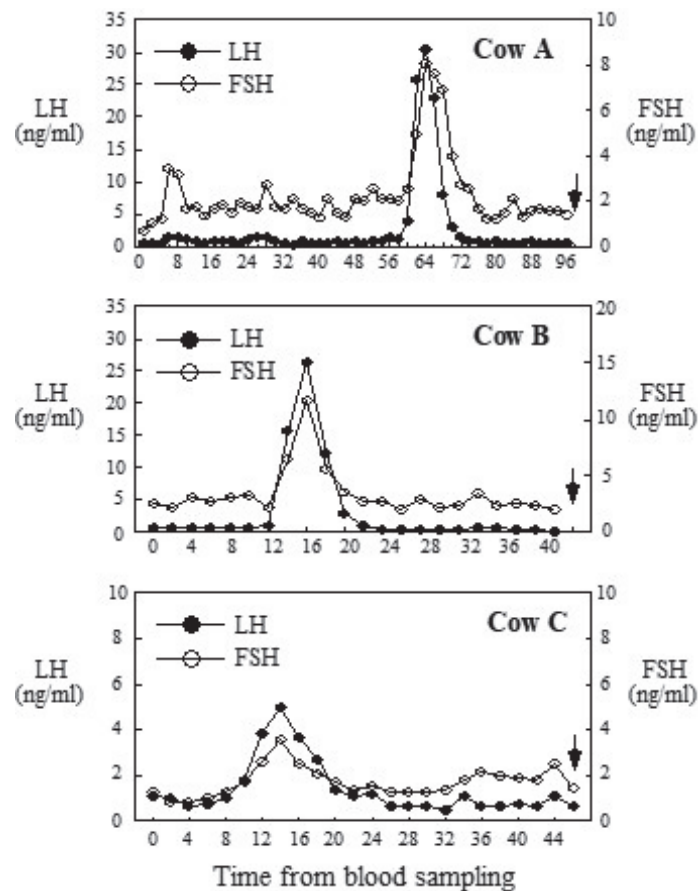 35
30
25
20
15
10
5
0
LH
(ng/ml)
LH
FSH
Cow A
10
8
6
4
2
0
FSH
(ng/ml)
0 8 16 24 32 40 48 56 64 72 80 88 96
35
30
25
20
15
10
5
0
LH
(ng/ml)
LH
FSH
Cow B
20
15
10
5
0
FSH
(ng/ml)
0 4 8 12 16 20 24 28 32 36 40
10
8
6
4
2
0
LH
(ng/ml)
LH
FSH
Cow C
10
8
6
4
2
0
FSH
(ng/ml)
0 4 8 12 16 20 24 28 32 36 40 44
Time from blood sampling